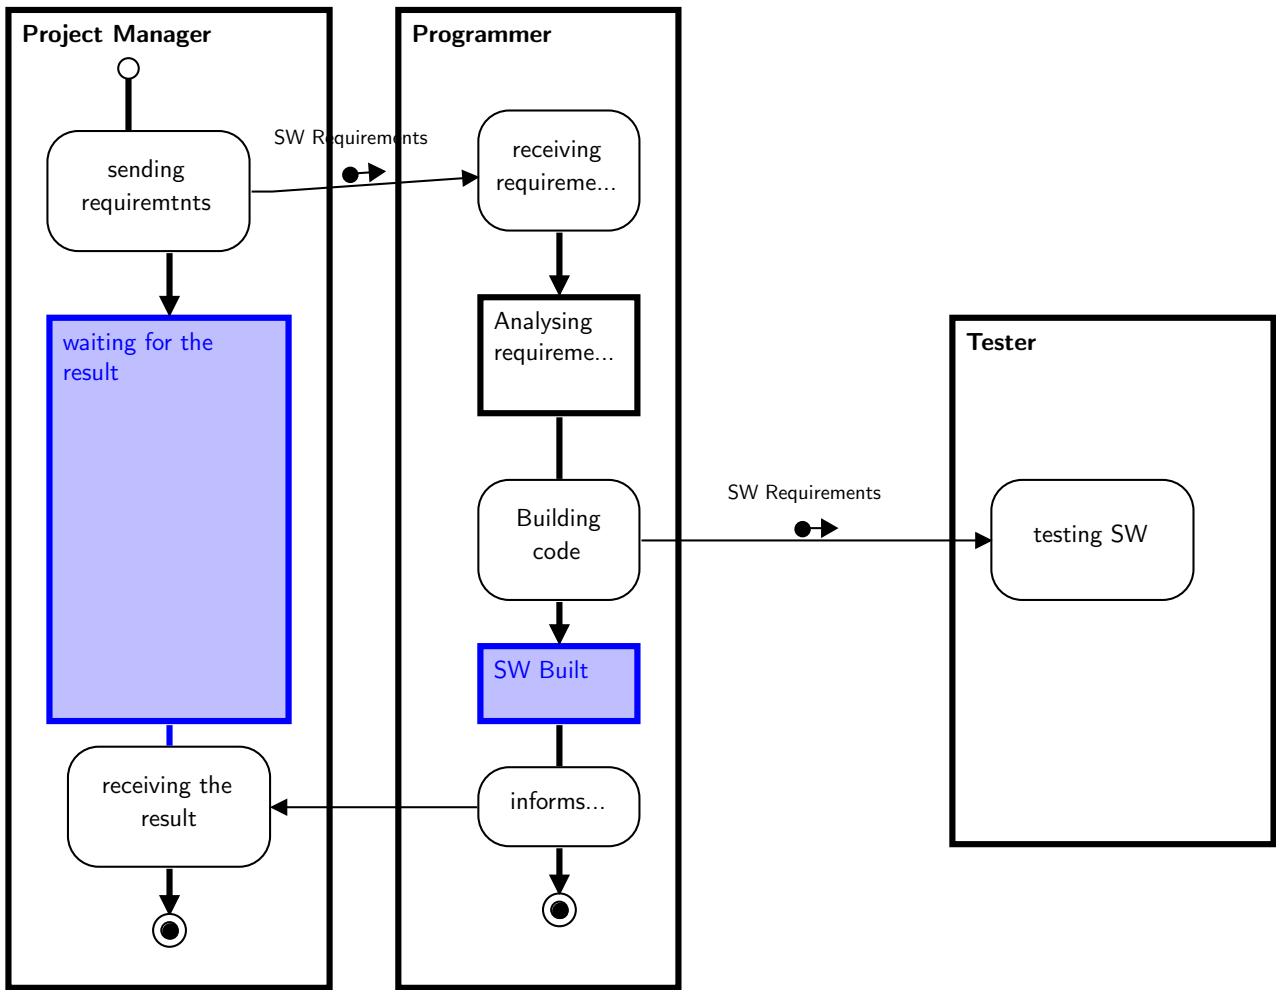 Project Manager
sending
requiremtnts
waiting for the
result
receiving the
result
SW Requirements
Programmer
receiving
requireme...
Analysing
requireme...
Building
code
SW Built
informs...
SW Requirements
Tester
testing SW